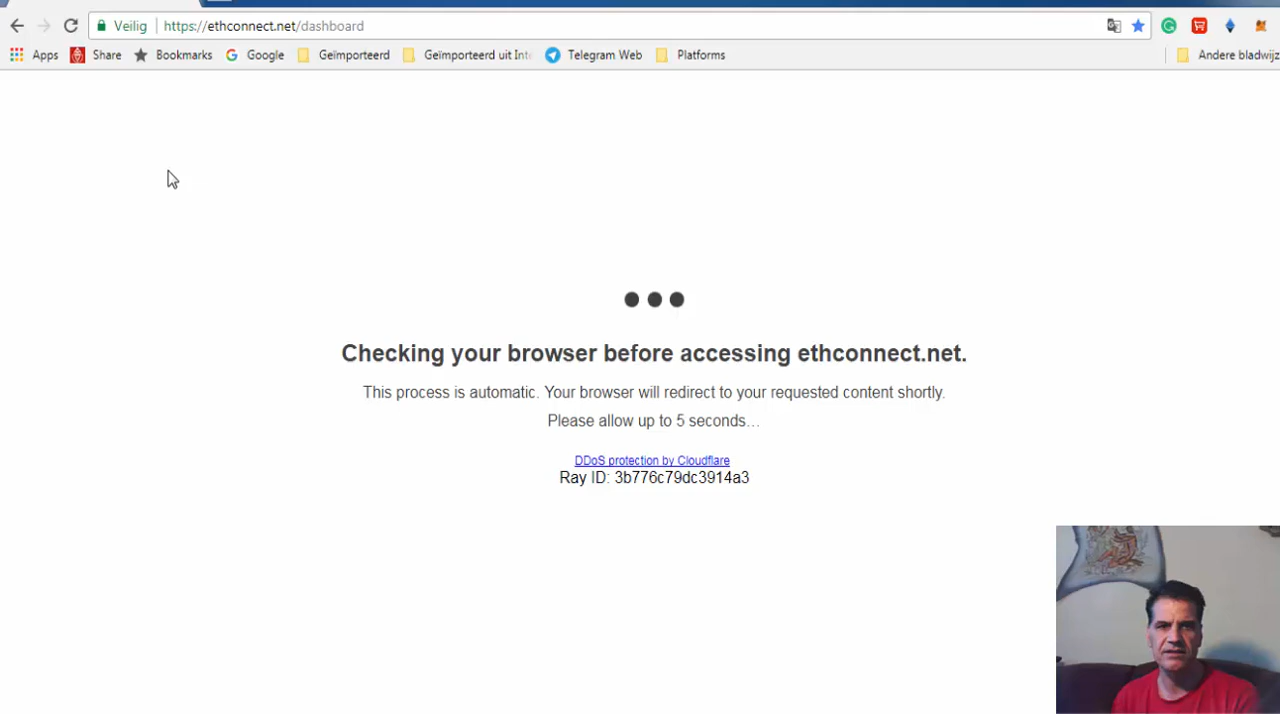 Veilig https://ethconnect.net/dashboard
Apps Share Bookmarks Google Geïmporteerd Geïmporteerd uit Inte Telegram Web Platforms Andere bladwijz
Checking your browser before accessing ethconnect.net.
This process is automatic. Your browser will redirect to your requested content shortly.
Please allow up to 5 seconds…
DDoS protection by Cloudflare
Ray ID: 3b776c79dc3914a3